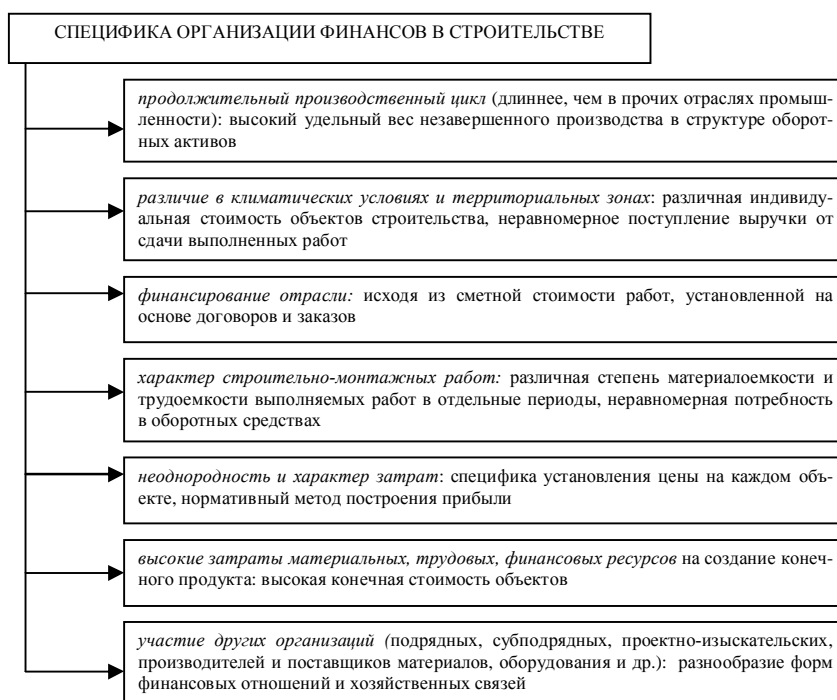 СПЕЦИФИКА ОРГАНИЗАЦИИ ФИНАНСОВ В СТРОИТЕЛЬСТВЕ
продолжительный производственный цикл (длиннее, чем в прочих отраслях промыш-
ленности): высокий удельный вес незавершенного производства в структуре оборот-
ных активов
различие в климатических условиях и территориальных зонах: различная индивиду-
альная стоимость объектов строительства, неравномерное поступление выручки от
сдачи выполненных работ
финансирование отрасли: исходя из сметной стоимости работ, установленной на
основе договоров и заказов
характер строительно-монтажных работ: различная степень материалоемкости и
трудоемкости выполняемых работ в отдельные периоды, неравномерная потребность
в оборотных средствах
неоднородность и характер затрат: специфика установления цены на каждом объ-
екте, нормативный метод построения прибыли
высокие затраты материальных, трудовых, финансовых ресурсов на создание конеч-
ного продукта: высокая конечная стоимость объектов
участие других организаций (подрядных, субподрядных, проектно-изыскательских,
производителей и поставщиков материалов, оборудования и др.): разнообразие форм
финансовых отношений и хозяйственных связей